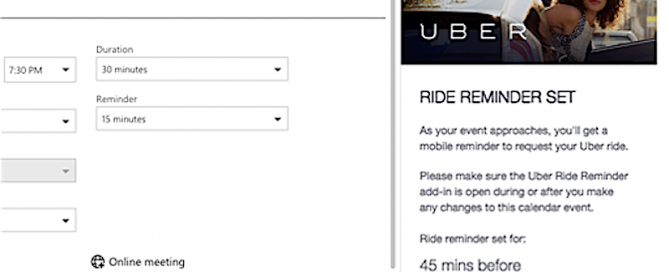 Duration
7:30 PM
30 minutes
Reminder
15 minutes
Online meeting
UBER
RIDE REMINDER SET
As your event approaches, you'll get a
mobile reminder to request your Uber ride.
Please make sure the Uber Ride Reminder
add-in is open during or after you make
any changes to this calendar event.
Ride reminder set for:
45 mins before